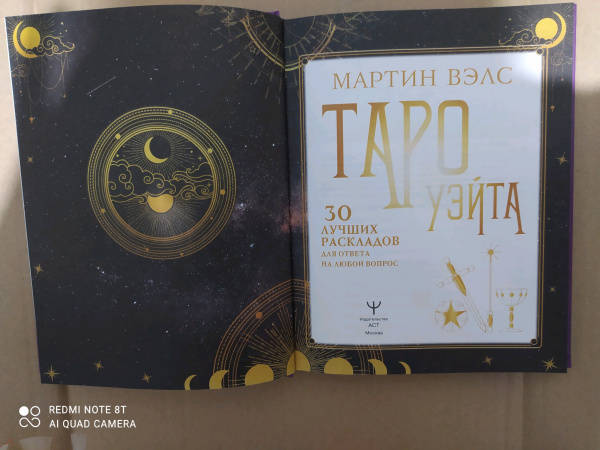 МАРТИН ВЭЛС
ТАРО
УЭЙТА
30
ЛУЧШИХ
РАСКЛАДОВ
ДЛЯ ОТВЕТА
НА ЛЮБОЙ ВОПРОС
Издательство
АСТ
Москва
REDMI NOTE 8T
AI QUAD CAMERA